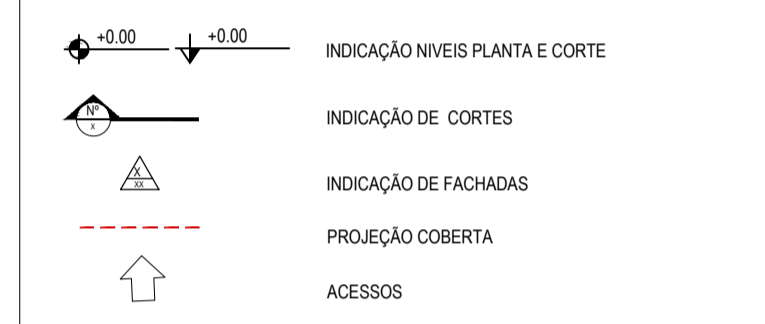 +0.00 +0.00 INDICAÇÃO NIVEIS PLANTA E CORTE
Nº
X
INDICAÇÃO DE CORTES
X
XX
INDICAÇÃO DE FACHADAS
PROJEÇÃO COBERTA
ACESSOS